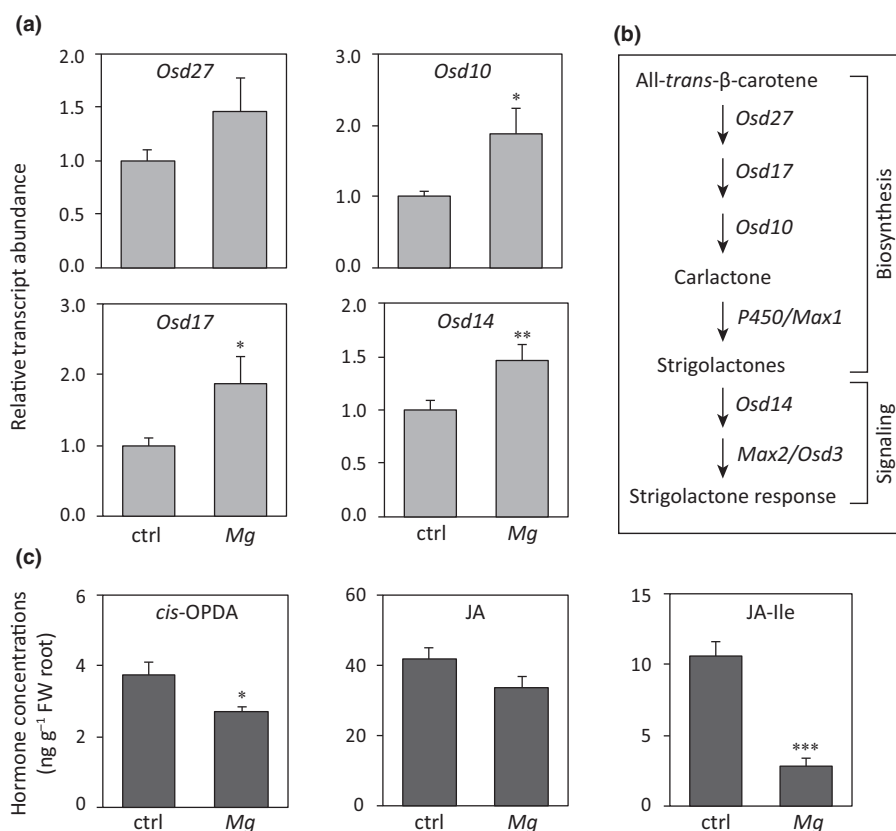 (a)
Relative transcript abundance
Osd27
2.0
1.5
1.0
0.5
0.0
Osd10
3.0
2.0
1.0
0.0
*
Osd17
3.0
2.0
1.0
0.0
*
ctrl
Mg
Osd14
2.0
1.5
1.0
0.5
0.0
**
ctrl
Mg
(b)
All-trans-β-carotene
Osd27
Osd17
Osd10
Carlactone
P450/Max1
Strigolactones
Osd14
Max2/Osd3
Strigolactone response
Biosynthesis
Signaling
(c)
Hormone concentrations
(ng g⁻¹ FW root)
cis-OPDA
6
4
2
0
*
ctrl
Mg
JA
60
40
20
0
ctrl
Mg
JA-Ile
15
10
5
0
***
ctrl
Mg